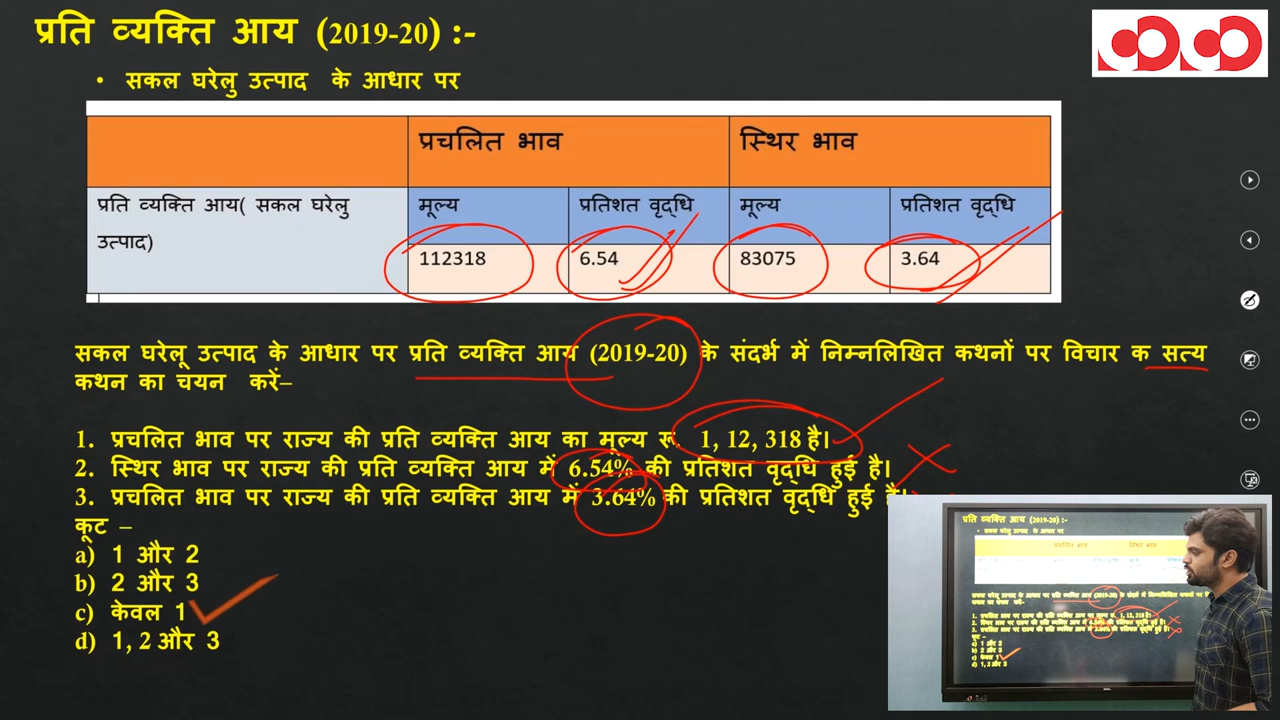 प्रति व्यक्ति आय (2019-20) :-
• सकल घरेलु उत्पाद के आधार पर
प्रचलित भाव स्थिर भाव
प्रति व्यक्ति आय( सकल घरेलु उत्पाद) मूल्य प्रतिशत वृद्धि मूल्य प्रतिशत वृद्धि
112318 6.54 83075 3.64
सकल घरेलू उत्पाद के आधार पर प्रति व्यक्ति आय (2019-20) के संदर्भ में निम्नलिखित कथनों पर विचार क सत्य
कथन का चयन करें–
1. प्रचलित भाव पर राज्य की प्रति व्यक्ति आय का मूल्य रू. 1, 12, 318 है।
2. स्थिर भाव पर राज्य की प्रति व्यक्ति आय में 6.54% की प्रतिशत वृद्धि हुई है।
3. प्रचलित भाव पर राज्य की प्रति व्यक्ति आय में 3.64% की प्रतिशत वृद्धि हुई है।
कूट –
a) 1 और 2
b) 2 और 3
c) केवल 1
d) 1, 2 और 3